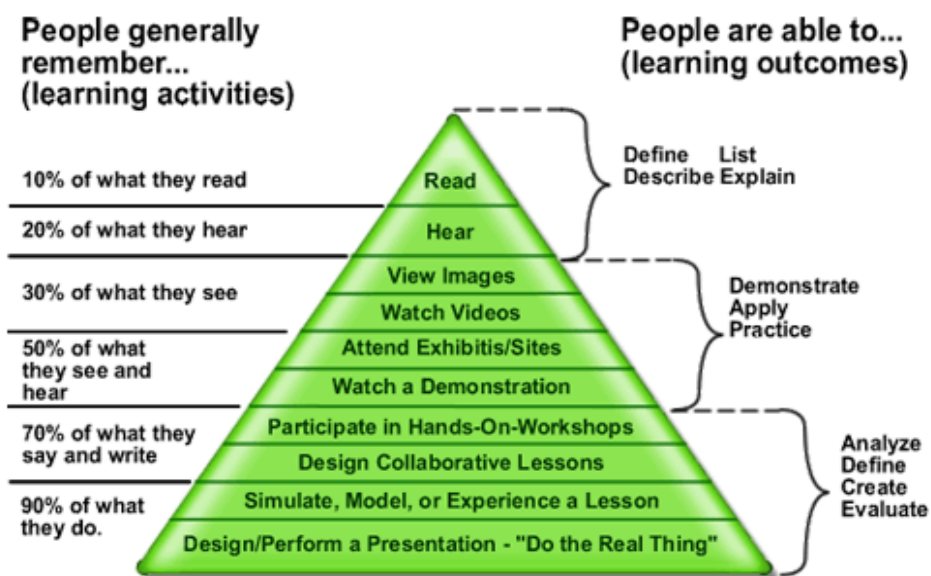 People generally
remember...
(learning activities)
People are able to...
(learning outcomes)
10% of what they read
20% of what they hear
30% of what they see
50% of what
they see and
hear
70% of what they
say and write
90% of what
they do.
Read
Hear
View Images
Watch Videos
Attend Exhibitis/Sites
Watch a Demonstration
Participate in Hands-On-Workshops
Design Collaborative Lessons
Simulate, Model, or Experience a Lesson
Design/Perform a Presentation - "Do the Real Thing"
Define List
Describe Explain
Demonstrate
Apply
Practice
Analyze
Define
Create
Evaluate